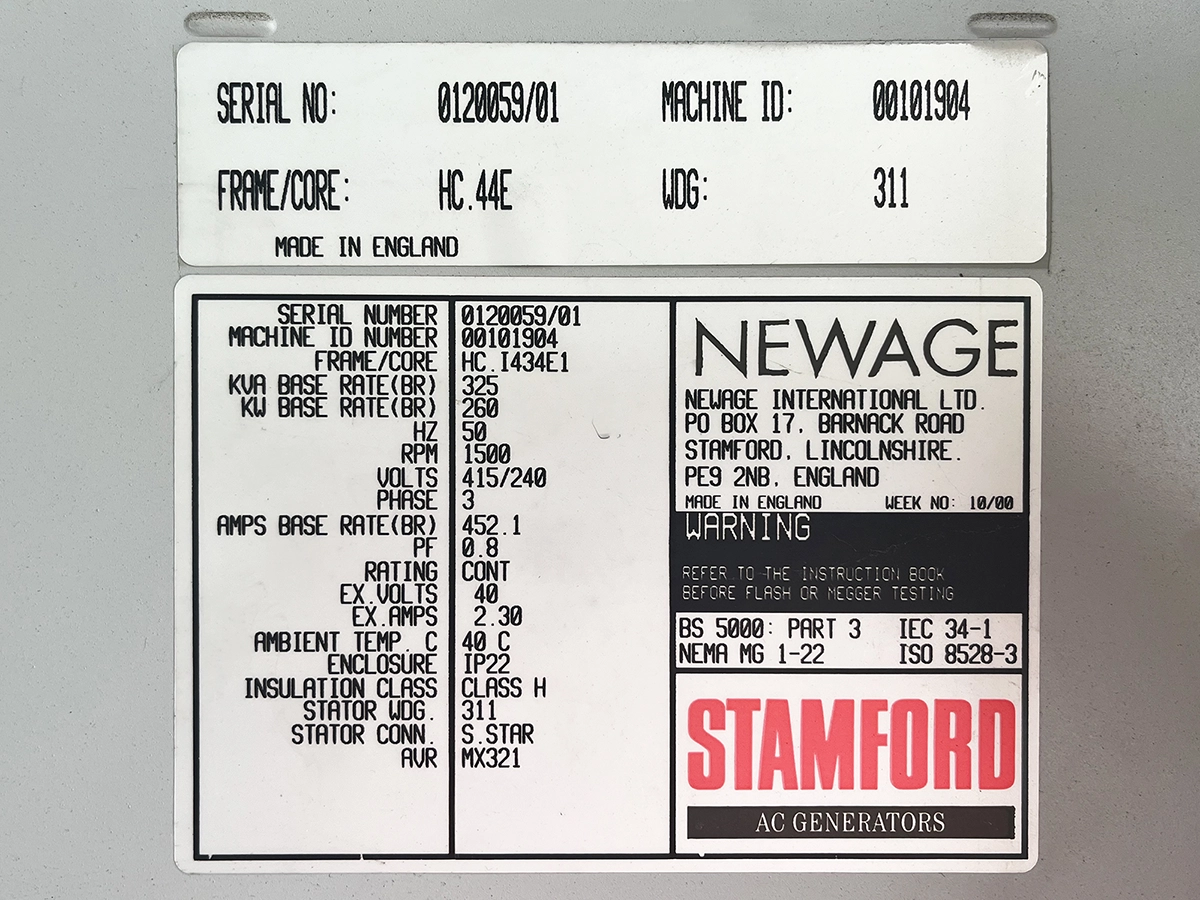 SERIAL NO: 0120059/01 MACHINE ID: 00101904
FRAME/CORE: HC.44E WDG: 311
MADE IN ENGLAND
SERIAL NUMBER 0120059/01
MACHINE ID NUMBER 00101904
FRAME/CORE HC.I434E1
KVA BASE RATE(BR) 325
KW BASE RATE(BR) 260
HZ 50
RPM 1500
VOLTS 415/240
PHASE 3
AMPS BASE RATE(BR) 452.1
PF 0.8
RATING CONT
EX.VOLTS 40
EX.AMPS 2.30
AMBIENT TEMP. C 40 C
ENCLOSURE IP22
INSULATION CLASS CLASS H
STATOR WDG. 311
STATOR CONN. S.STAR
AVR MX321
NEWAGE
NEWAGE INTERNATIONAL LTD.
PO BOX 17, BARNACK ROAD
STAMFORD, LINCOLNSHIRE.
PE9 2NB, ENGLAND
MADE IN ENGLAND WEEK NO: 10/00
WARNING
REFER TO THE INSTRUCTION BOOK
BEFORE FLASH OR MEGGER TESTING
BS 5000: PART 3 IEC 34-1
NEMA MG 1-22 ISO 8528-3
STAMFORD
AC GENERATORS